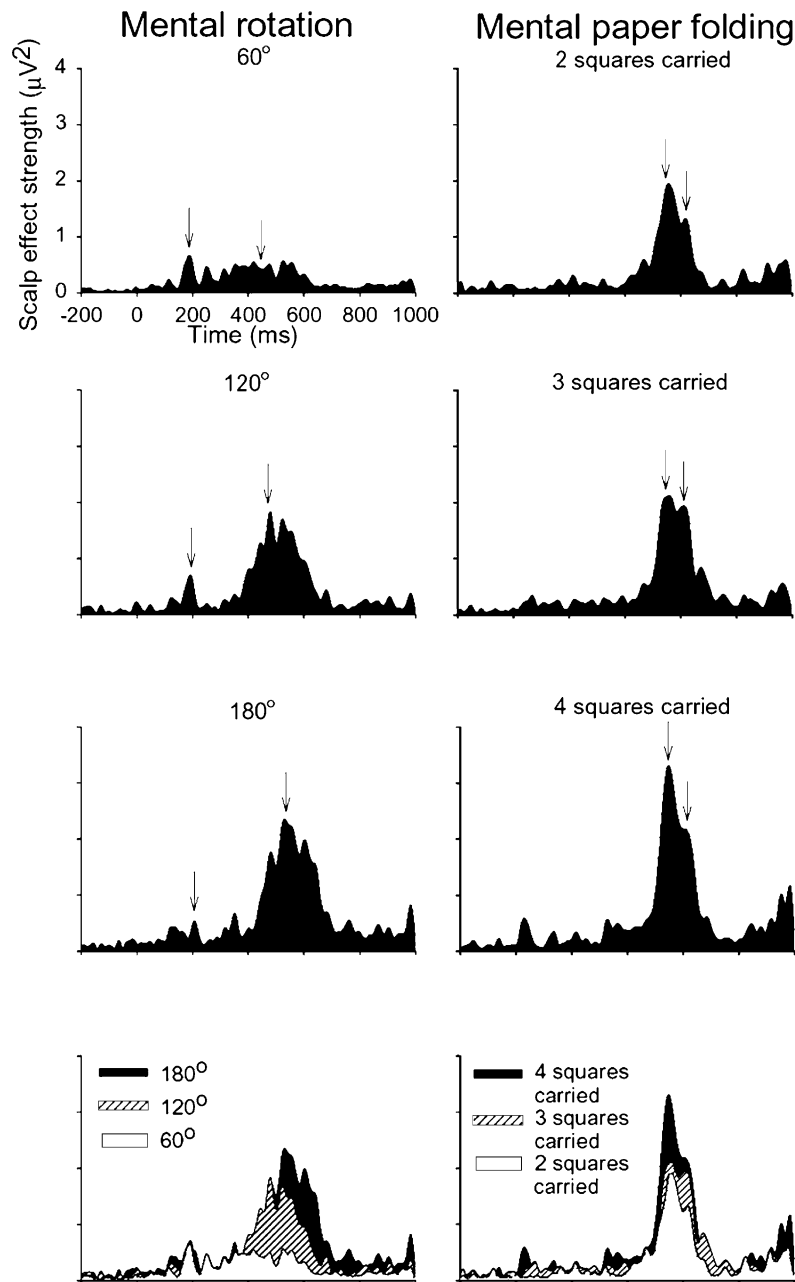 Mental rotation
Mental paper folding
60°
2 squares carried
Scalp effect strength (μV²)
4
3
2
1
0
-200 0 200 400 600 800 1000
Time (ms)
120°
3 squares carried
180°
4 squares carried
180°
120°
60°
4 squares
carried
3 squares
carried
2 squares
carried